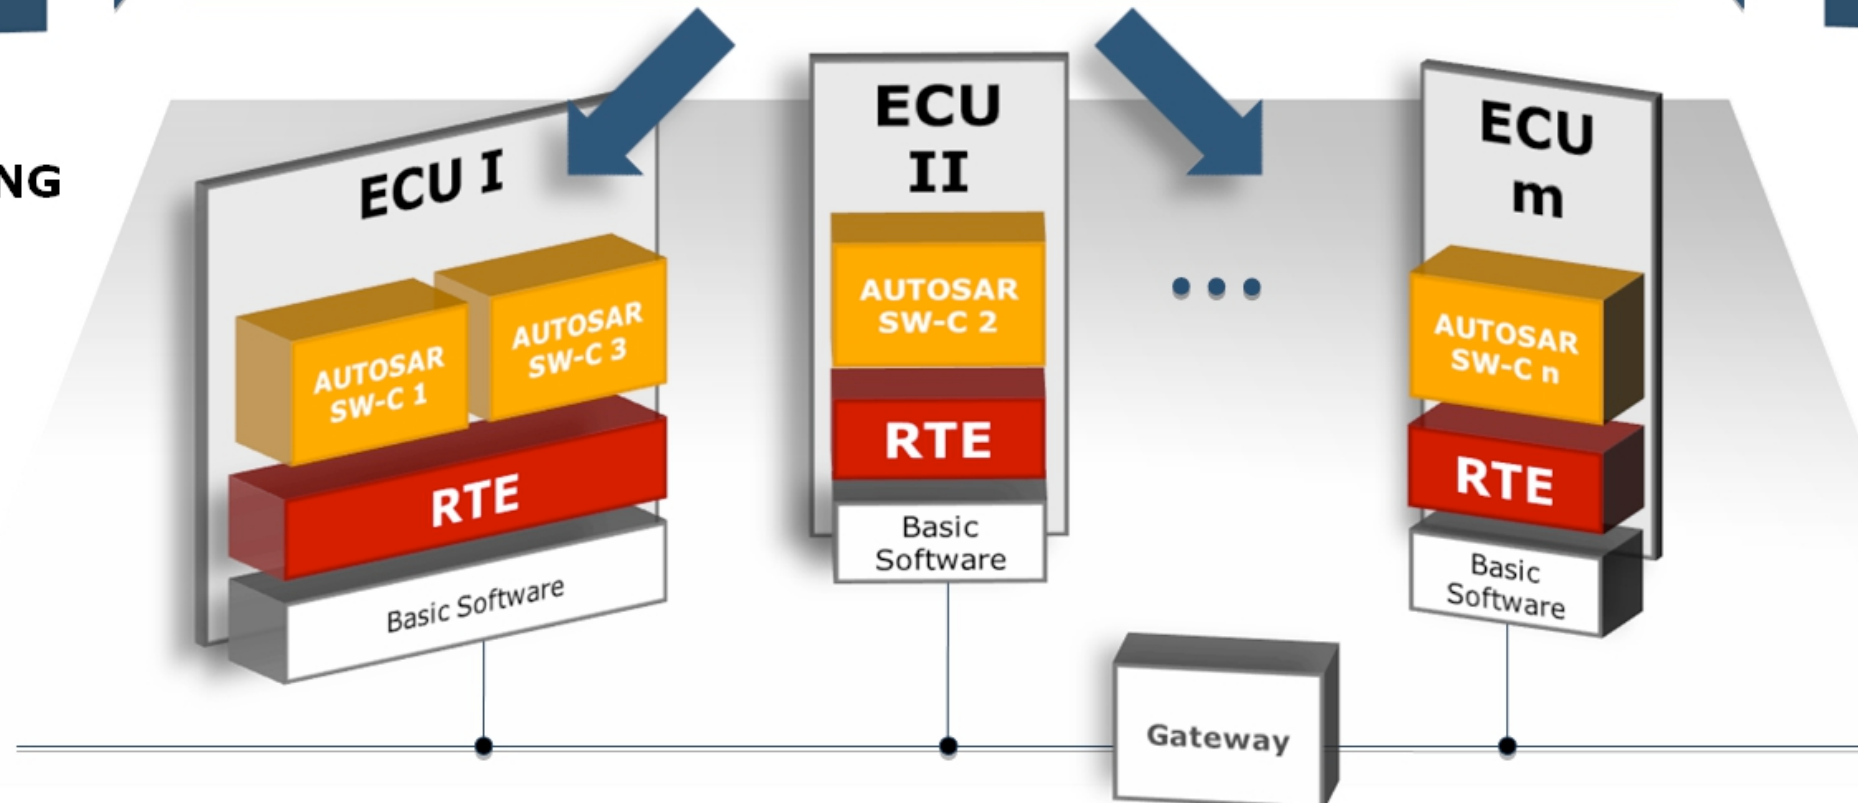 NG
ECU I
AUTOSAR
SW-C 1
AUTOSAR
SW-C 3
RTE
Basic Software
ECU
II
AUTOSAR
SW-C 2
RTE
Basic
Software
ECU
m
AUTOSAR
SW-C n
RTE
Basic
Software
Gateway